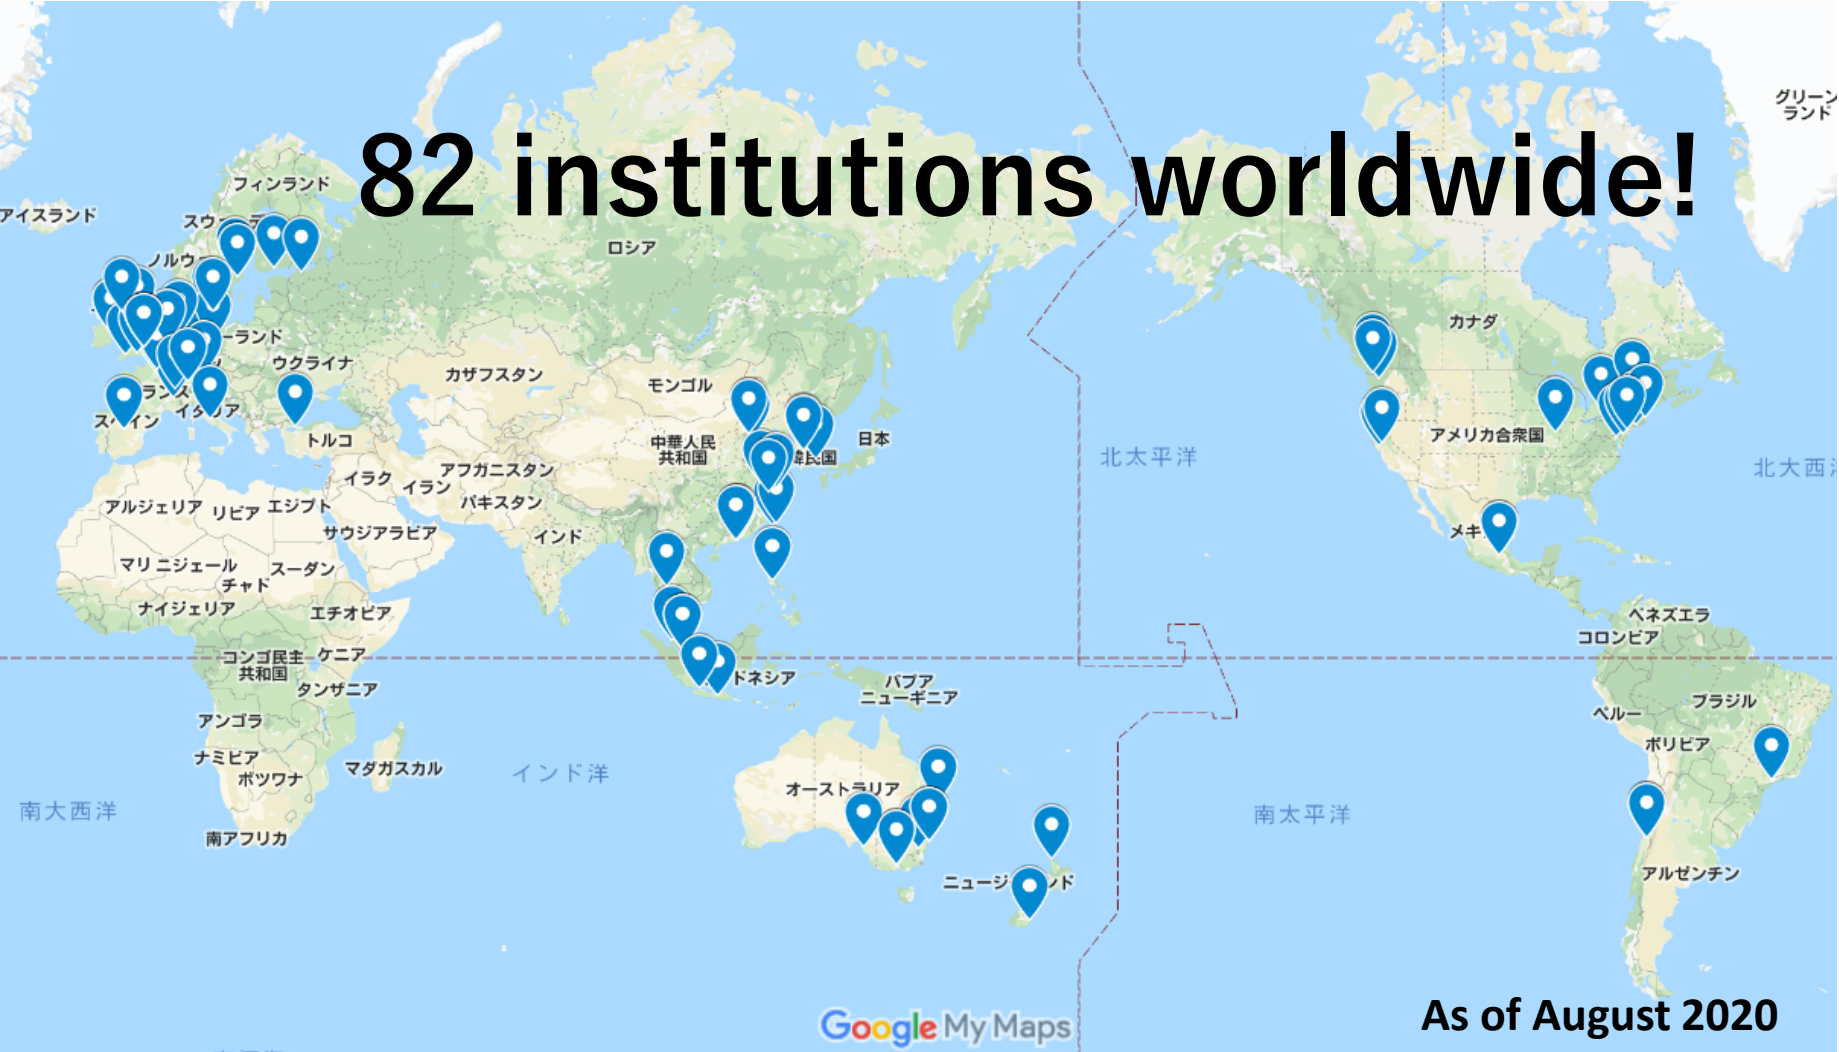 グリーン
ランド
82 institutions worldwide!
フィンランド
アイスランド
ロシア
カナダ
ウクライナ
カザフスタン
モンゴル
トルコ
中華人民
共和国
日本
アメリカ合衆国
北太平洋
アフガニスタン
イラク
イラン
パキスタン
アルジェリア
リビア
エジプト
サウジアラビア
インド
マリ
ニジェール
スーダン
チャド
ナイジェリア
エチオピア
ベネズエラ
コロンビア
コンゴ民主
共和国
ケニア
タンザニア
パプア
ニューギニア
ブラジル
ペルー
アンゴラ
ボリビア
ナミビア
ボツワナ
マダガスカル
インド洋
オーストラリア
南大西洋
南太平洋
南アフリカ
アルゼンチン
Google My Maps
As of August 2020